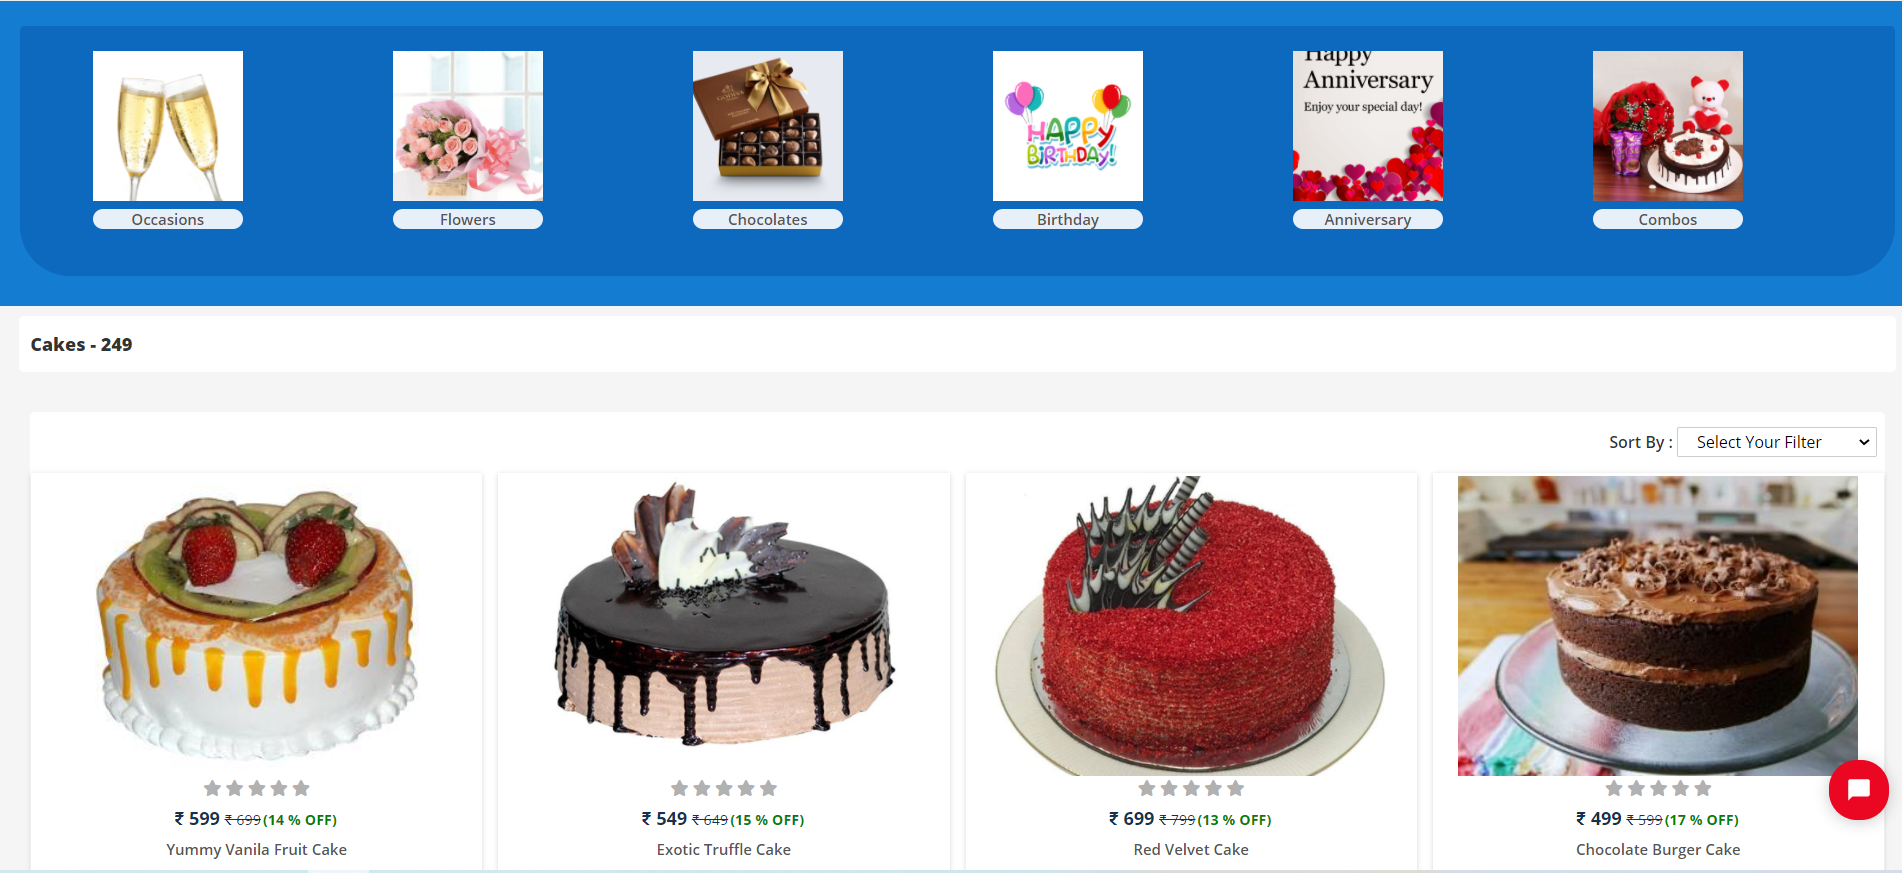 GODIVA
HAPPY
BiRTHDAY!
Happy
Anniversary
Enjoy your special day!
Occasions
Flowers
Chocolates
Birthday
Anniversary
Combos
Cakes - 249
Sort By : Select Your Filter
₹ 599 ₹ 699 (14 % OFF)
Yummy Vanila Fruit Cake
₹ 549 ₹ 649 (15 % OFF)
Exotic Truffle Cake
₹ 699 ₹ 799 (13 % OFF)
Red Velvet Cake
₹ 499 ₹ 599 (17 % OFF)
Chocolate Burger Cake